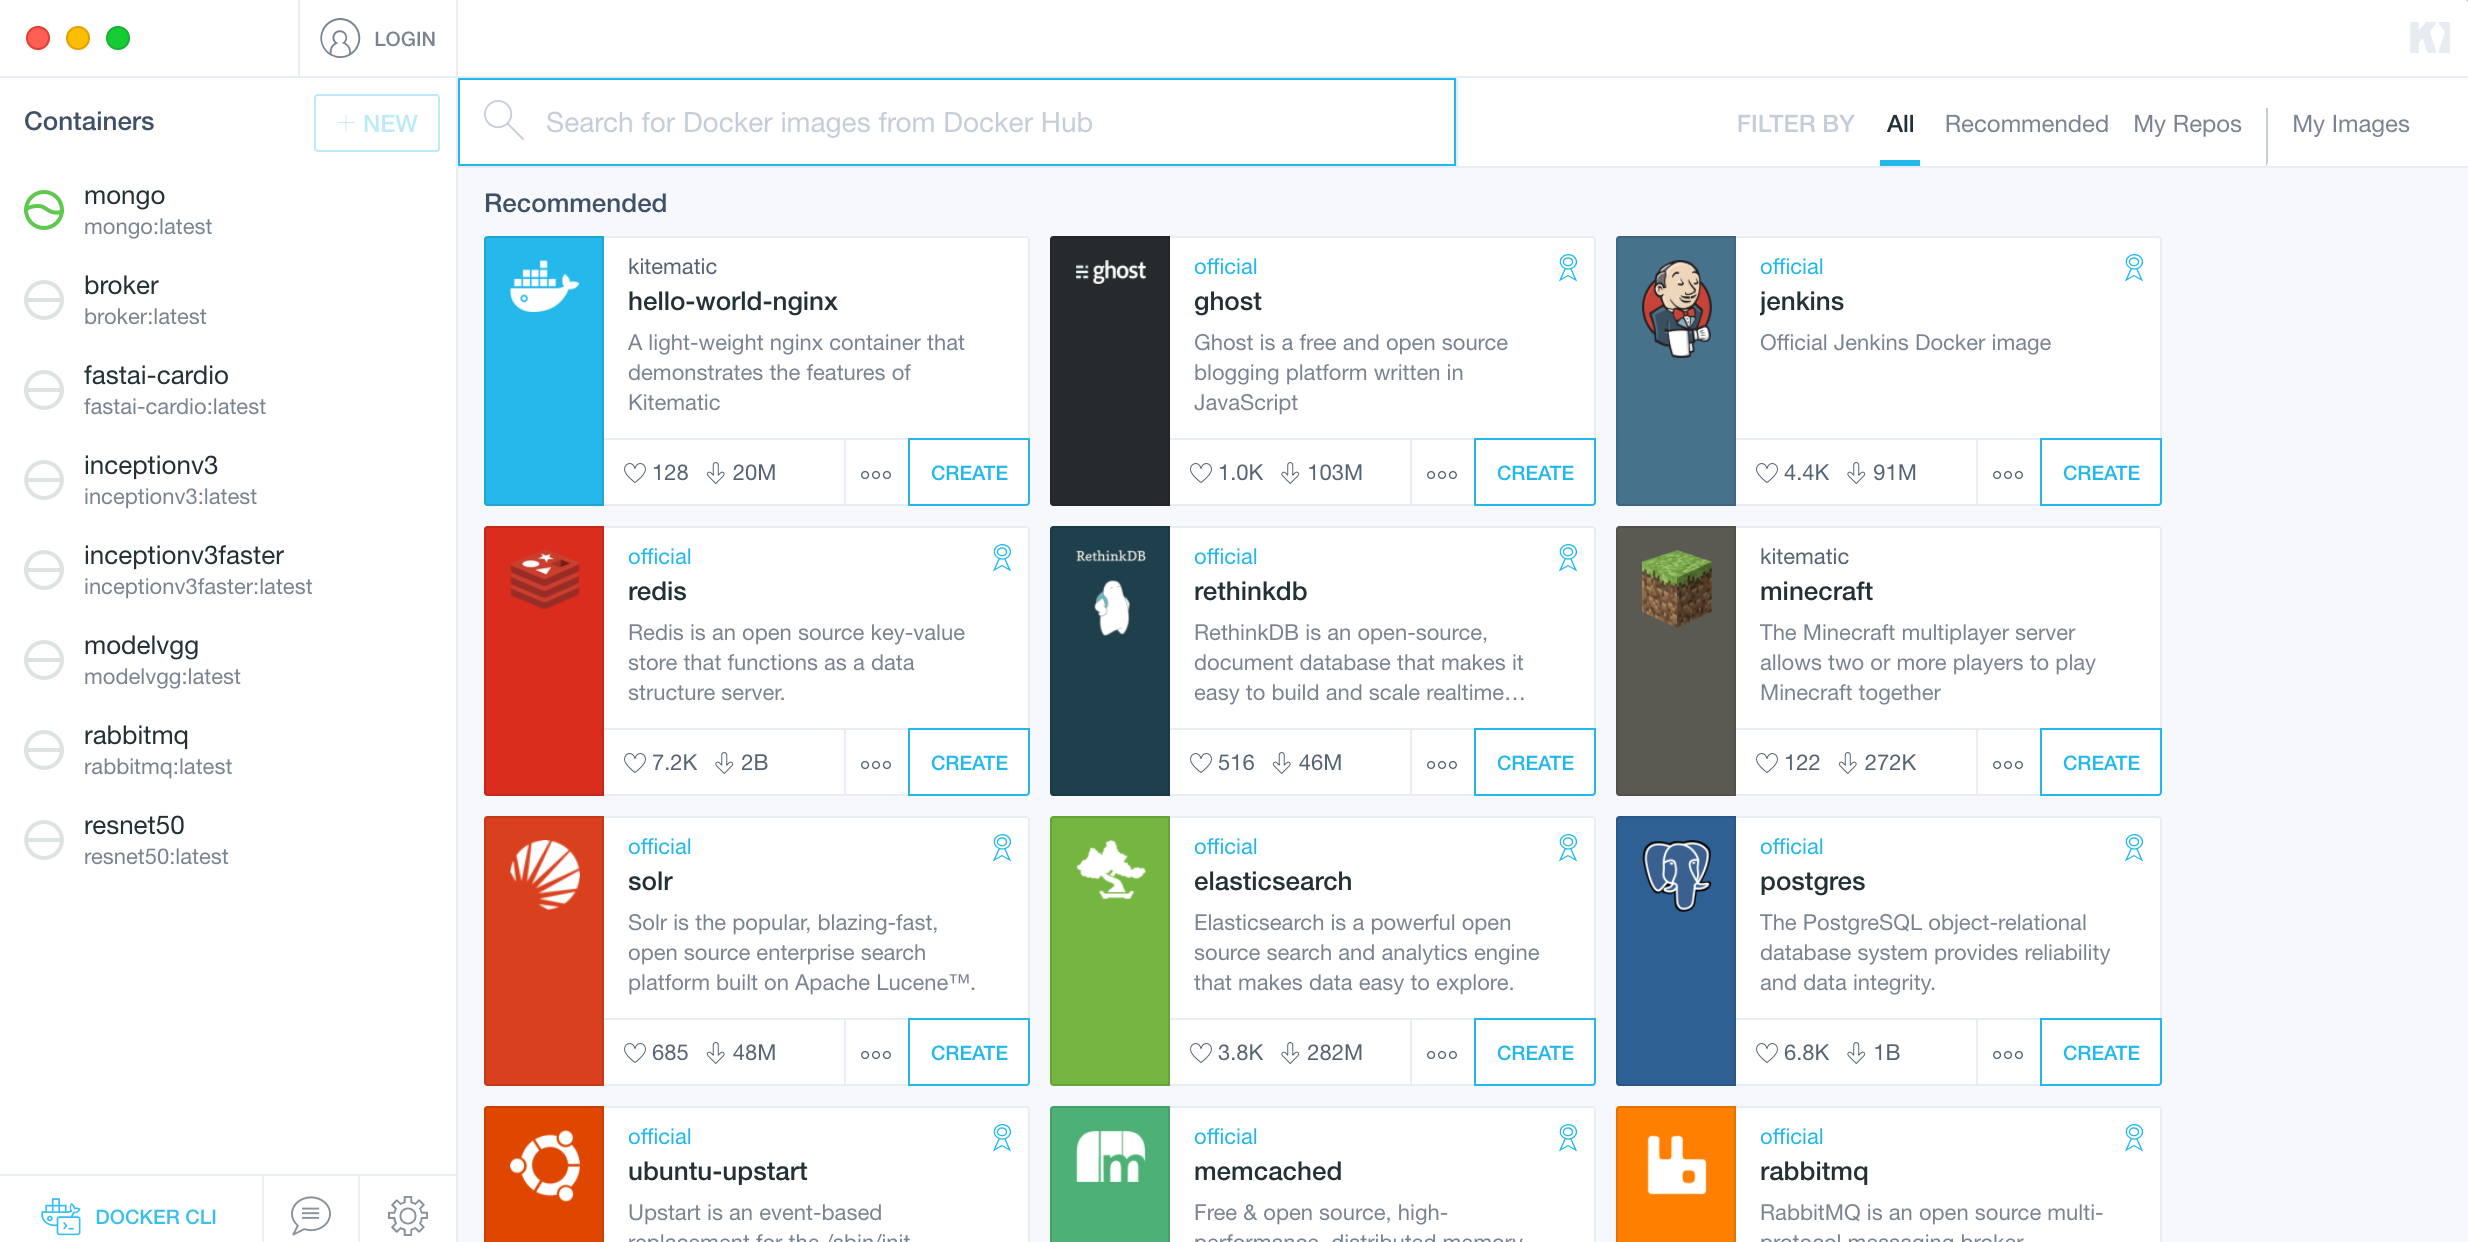 LOGIN
Containers
+ NEW
mongo
mongo:latest
broker
broker:latest
fastai-cardio
fastai-cardio:latest
inceptionv3
inceptionv3:latest
inceptionv3faster
inceptionv3faster:latest
modelvgg
modelvgg:latest
rabbitmq
rabbitmq:latest
resnet50
resnet50:latest
DOCKER CLI
Search for Docker images from Docker Hub
FILTER BY All Recommended My Repos My Images
Recommended
kitematic
hello-world-nginx
A light-weight nginx container that
demonstrates the features of
Kitematic
128 20M CREATE
ghost
official
ghost
Ghost is a free and open source
blogging platform written in
JavaScript
1.0K 103M CREATE
official
jenkins
Official Jenkins Docker image
4.4K 91M CREATE
official
redis
Redis is an open source key-value
store that functions as a data
structure server.
7.2K 2B CREATE
RethinkDB
official
rethinkdb
RethinkDB is an open-source,
document database that makes it
easy to build and scale realtime…
516 46M CREATE
kitematic
minecraft
The Minecraft multiplayer server
allows two or more players to play
Minecraft together
122 272K CREATE
official
solr
Solr is the popular, blazing-fast,
open source enterprise search
platform built on Apache Lucene™.
685 48M CREATE
official
elasticsearch
Elasticsearch is a powerful open
source search and analytics engine
that makes data easy to explore.
3.8K 282M CREATE
official
postgres
The PostgreSQL object-relational
database system provides reliability
and data integrity.
6.8K 1B CREATE
official
ubuntu-upstart
Upstart is an event-based
replacement for the /sbin/init
m
official
memcached
Free & open source, high-
performance, distributed memory
official
rabbitmq
RabbitMQ is an open source multi-
protocol messaging broker.